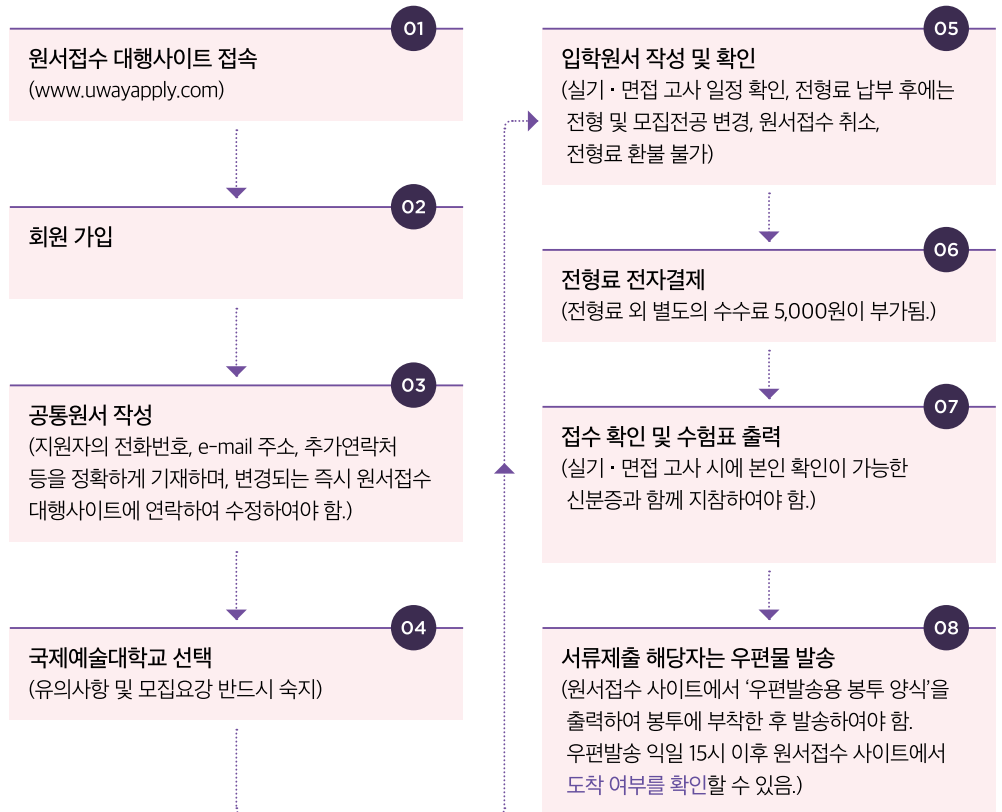 01
원서접수 대행사이트 접속
(www.uwayapply.com)
02
회원 가입
03
공통원서 작성
(지원자의 전화번호, e-mail 주소, 추가연락처
등을 정확하게 기재하며, 변경되는 즉시 원서접수
대행사이트에 연락하여 수정하여야 함.)
04
국제예술대학교 선택
(유의사항 및 모집요강 반드시 숙지)
05
입학원서 작성 및 확인
(실기 · 면접 고사 일정 확인, 전형료 납부 후에는
전형 및 모집전공 변경, 원서접수 취소,
전형료 환불 불가)
06
전형료 전자결제
(전형료 외 별도의 수수료 5,000원이 부가됨.)
07
접수 확인 및 수험표 출력
(실기 · 면접 고사 시에 본인 확인이 가능한
신분증과 함께 지참하여야 함.)
08
서류제출 해당자는 우편물 발송
(원서접수 사이트에서 ‘우편발송용 봉투 양식’을
출력하여 봉투에 부착한 후 발송하여야 함.
우편발송 익일 15시 이후 원서접수 사이트에서
도착 여부를 확인할 수 있음.)